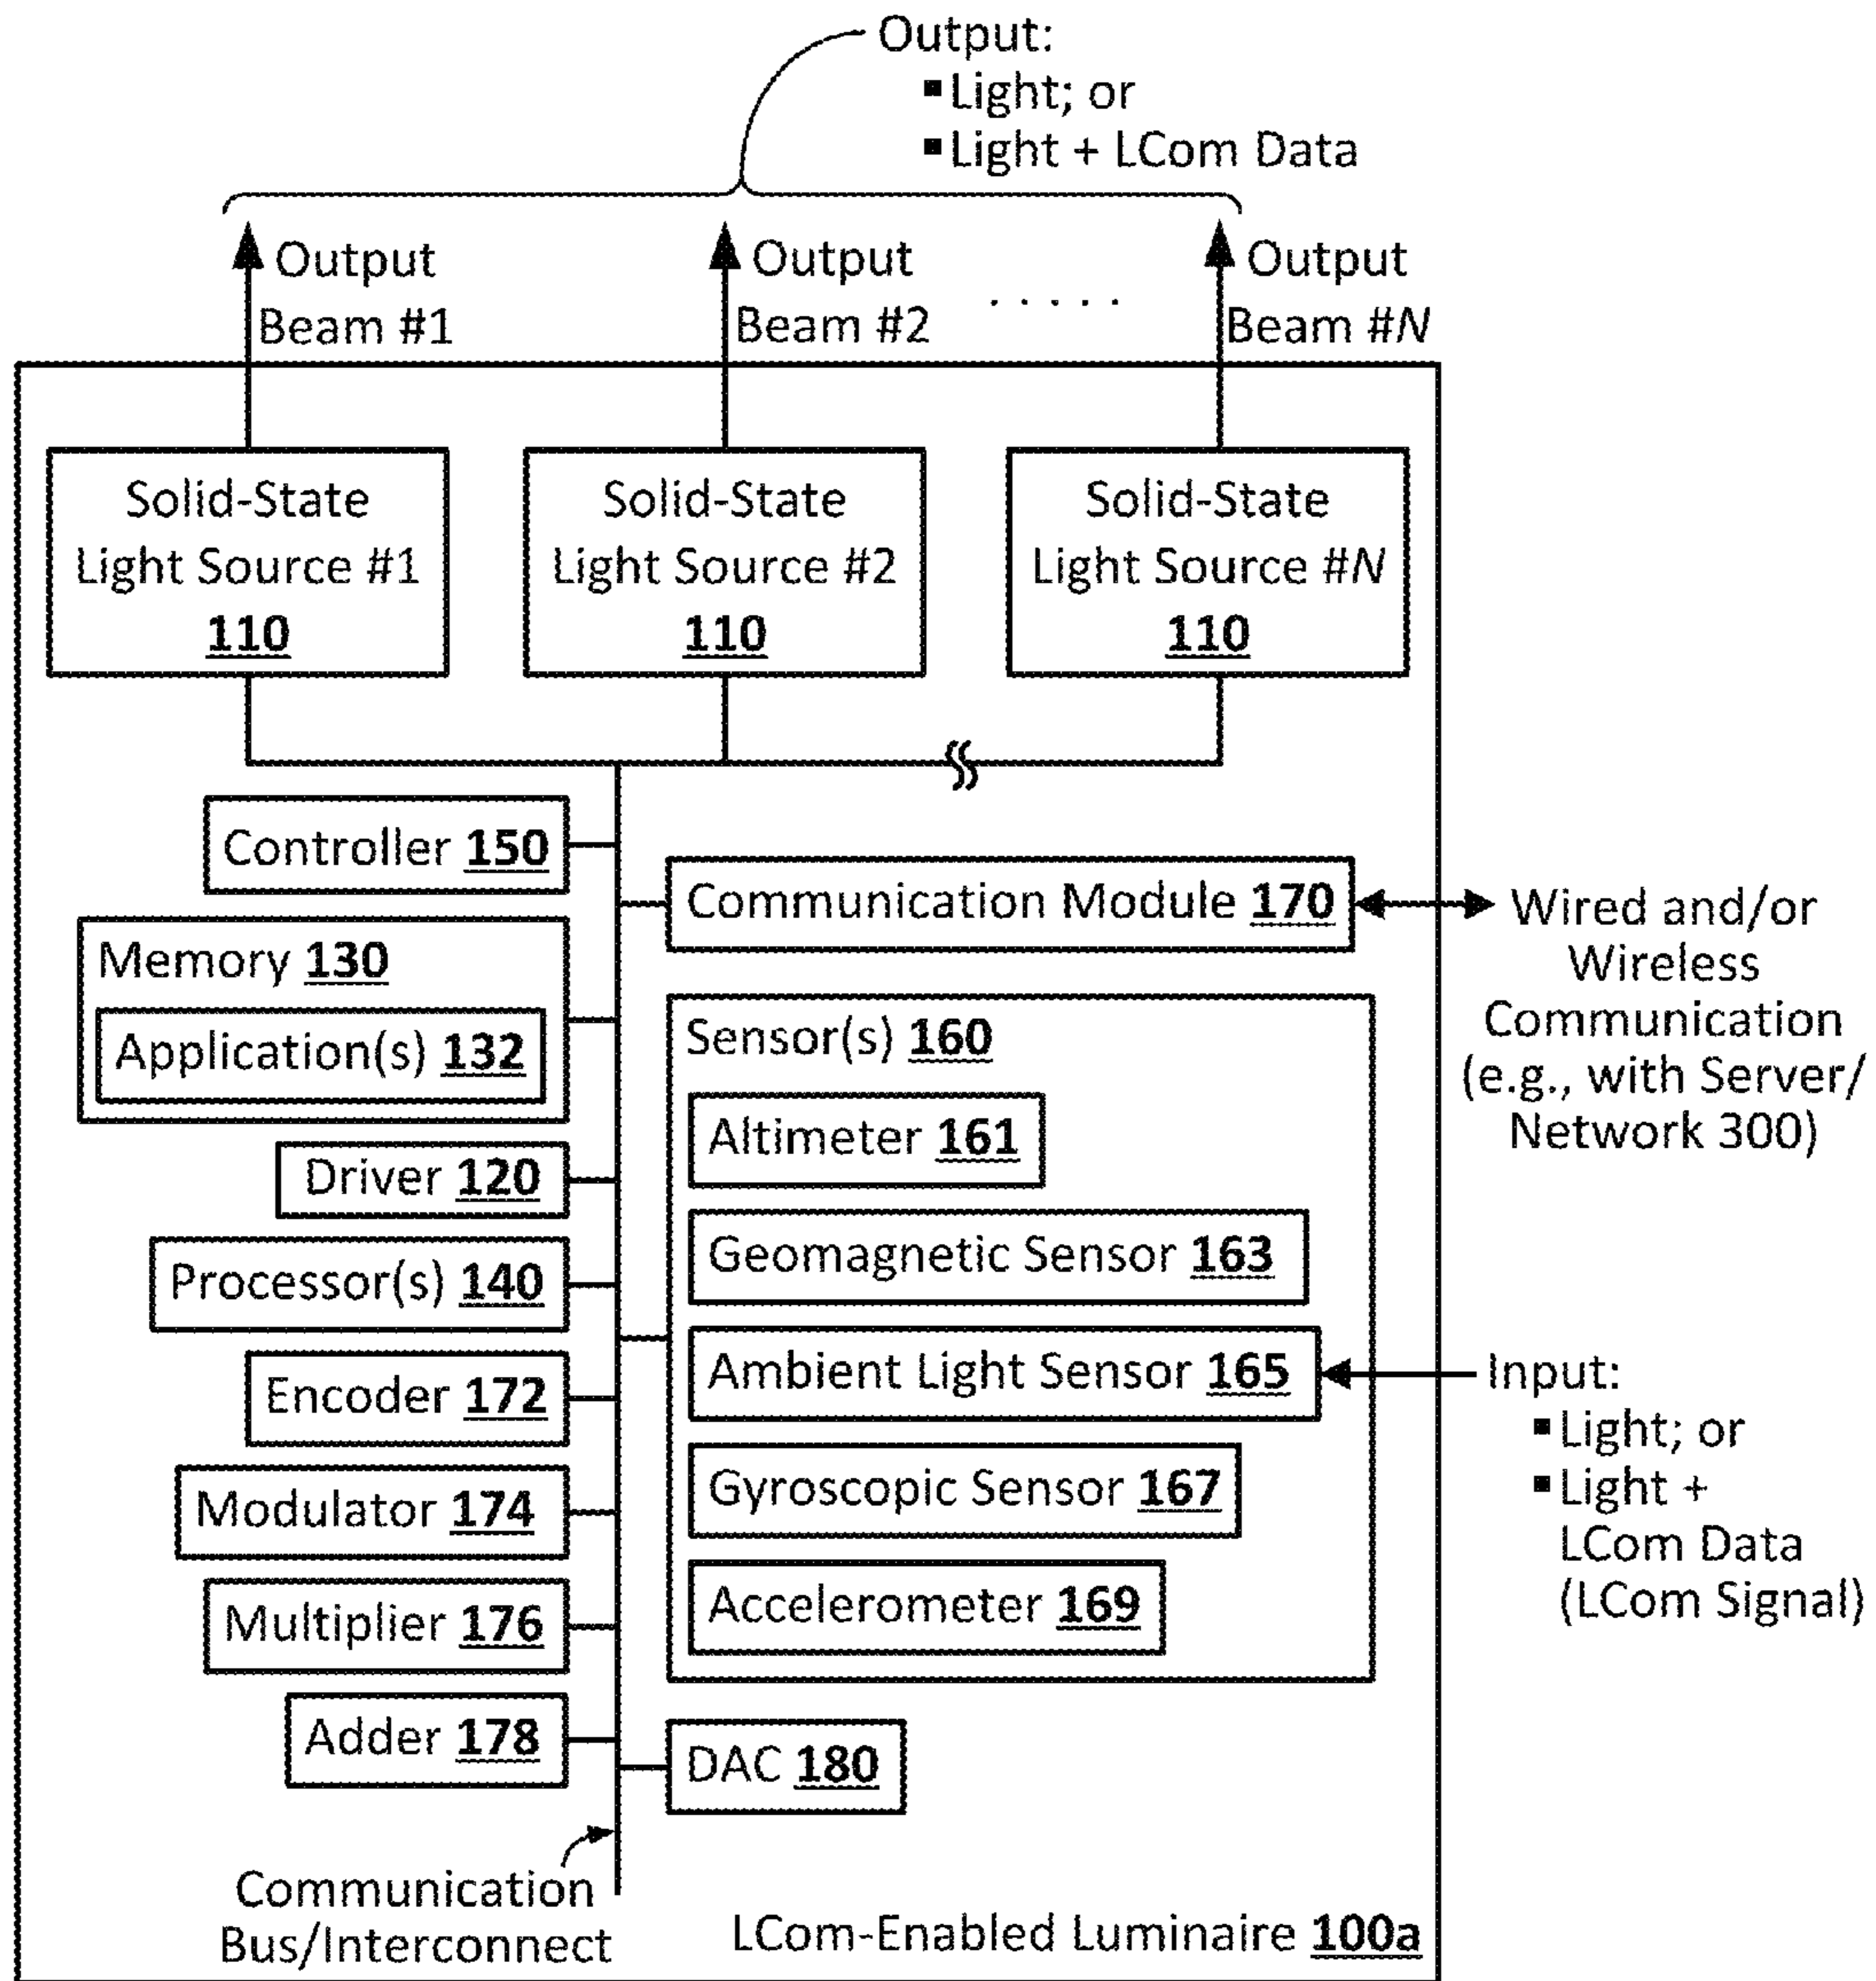 Output:
▪ Light; or
▪ Light + LCom Data
Output
Beam #1
Output
Beam #2
. . . . .
Output
Beam #N
Solid-State
Light Source #1
110
Solid-State
Light Source #2
110
Solid-State
Light Source #N
110
Controller 150
Memory 130
Application(s) 132
Driver 120
Processor(s) 140
Encoder 172
Modulator 174
Multiplier 176
Adder 178
Communication
Bus/Interconnect
Communication Module 170
Wired and/or
Wireless
Communication
(e.g., with Server/
Network 300)
Sensor(s) 160
Altimeter 161
Geomagnetic Sensor 163
Ambient Light Sensor 165
Gyroscopic Sensor 167
Accelerometer 169
Input:
▪ Light; or
▪ Light +
LCom Data
(LCom Signal)
DAC 180
LCom-Enabled Luminaire 100a